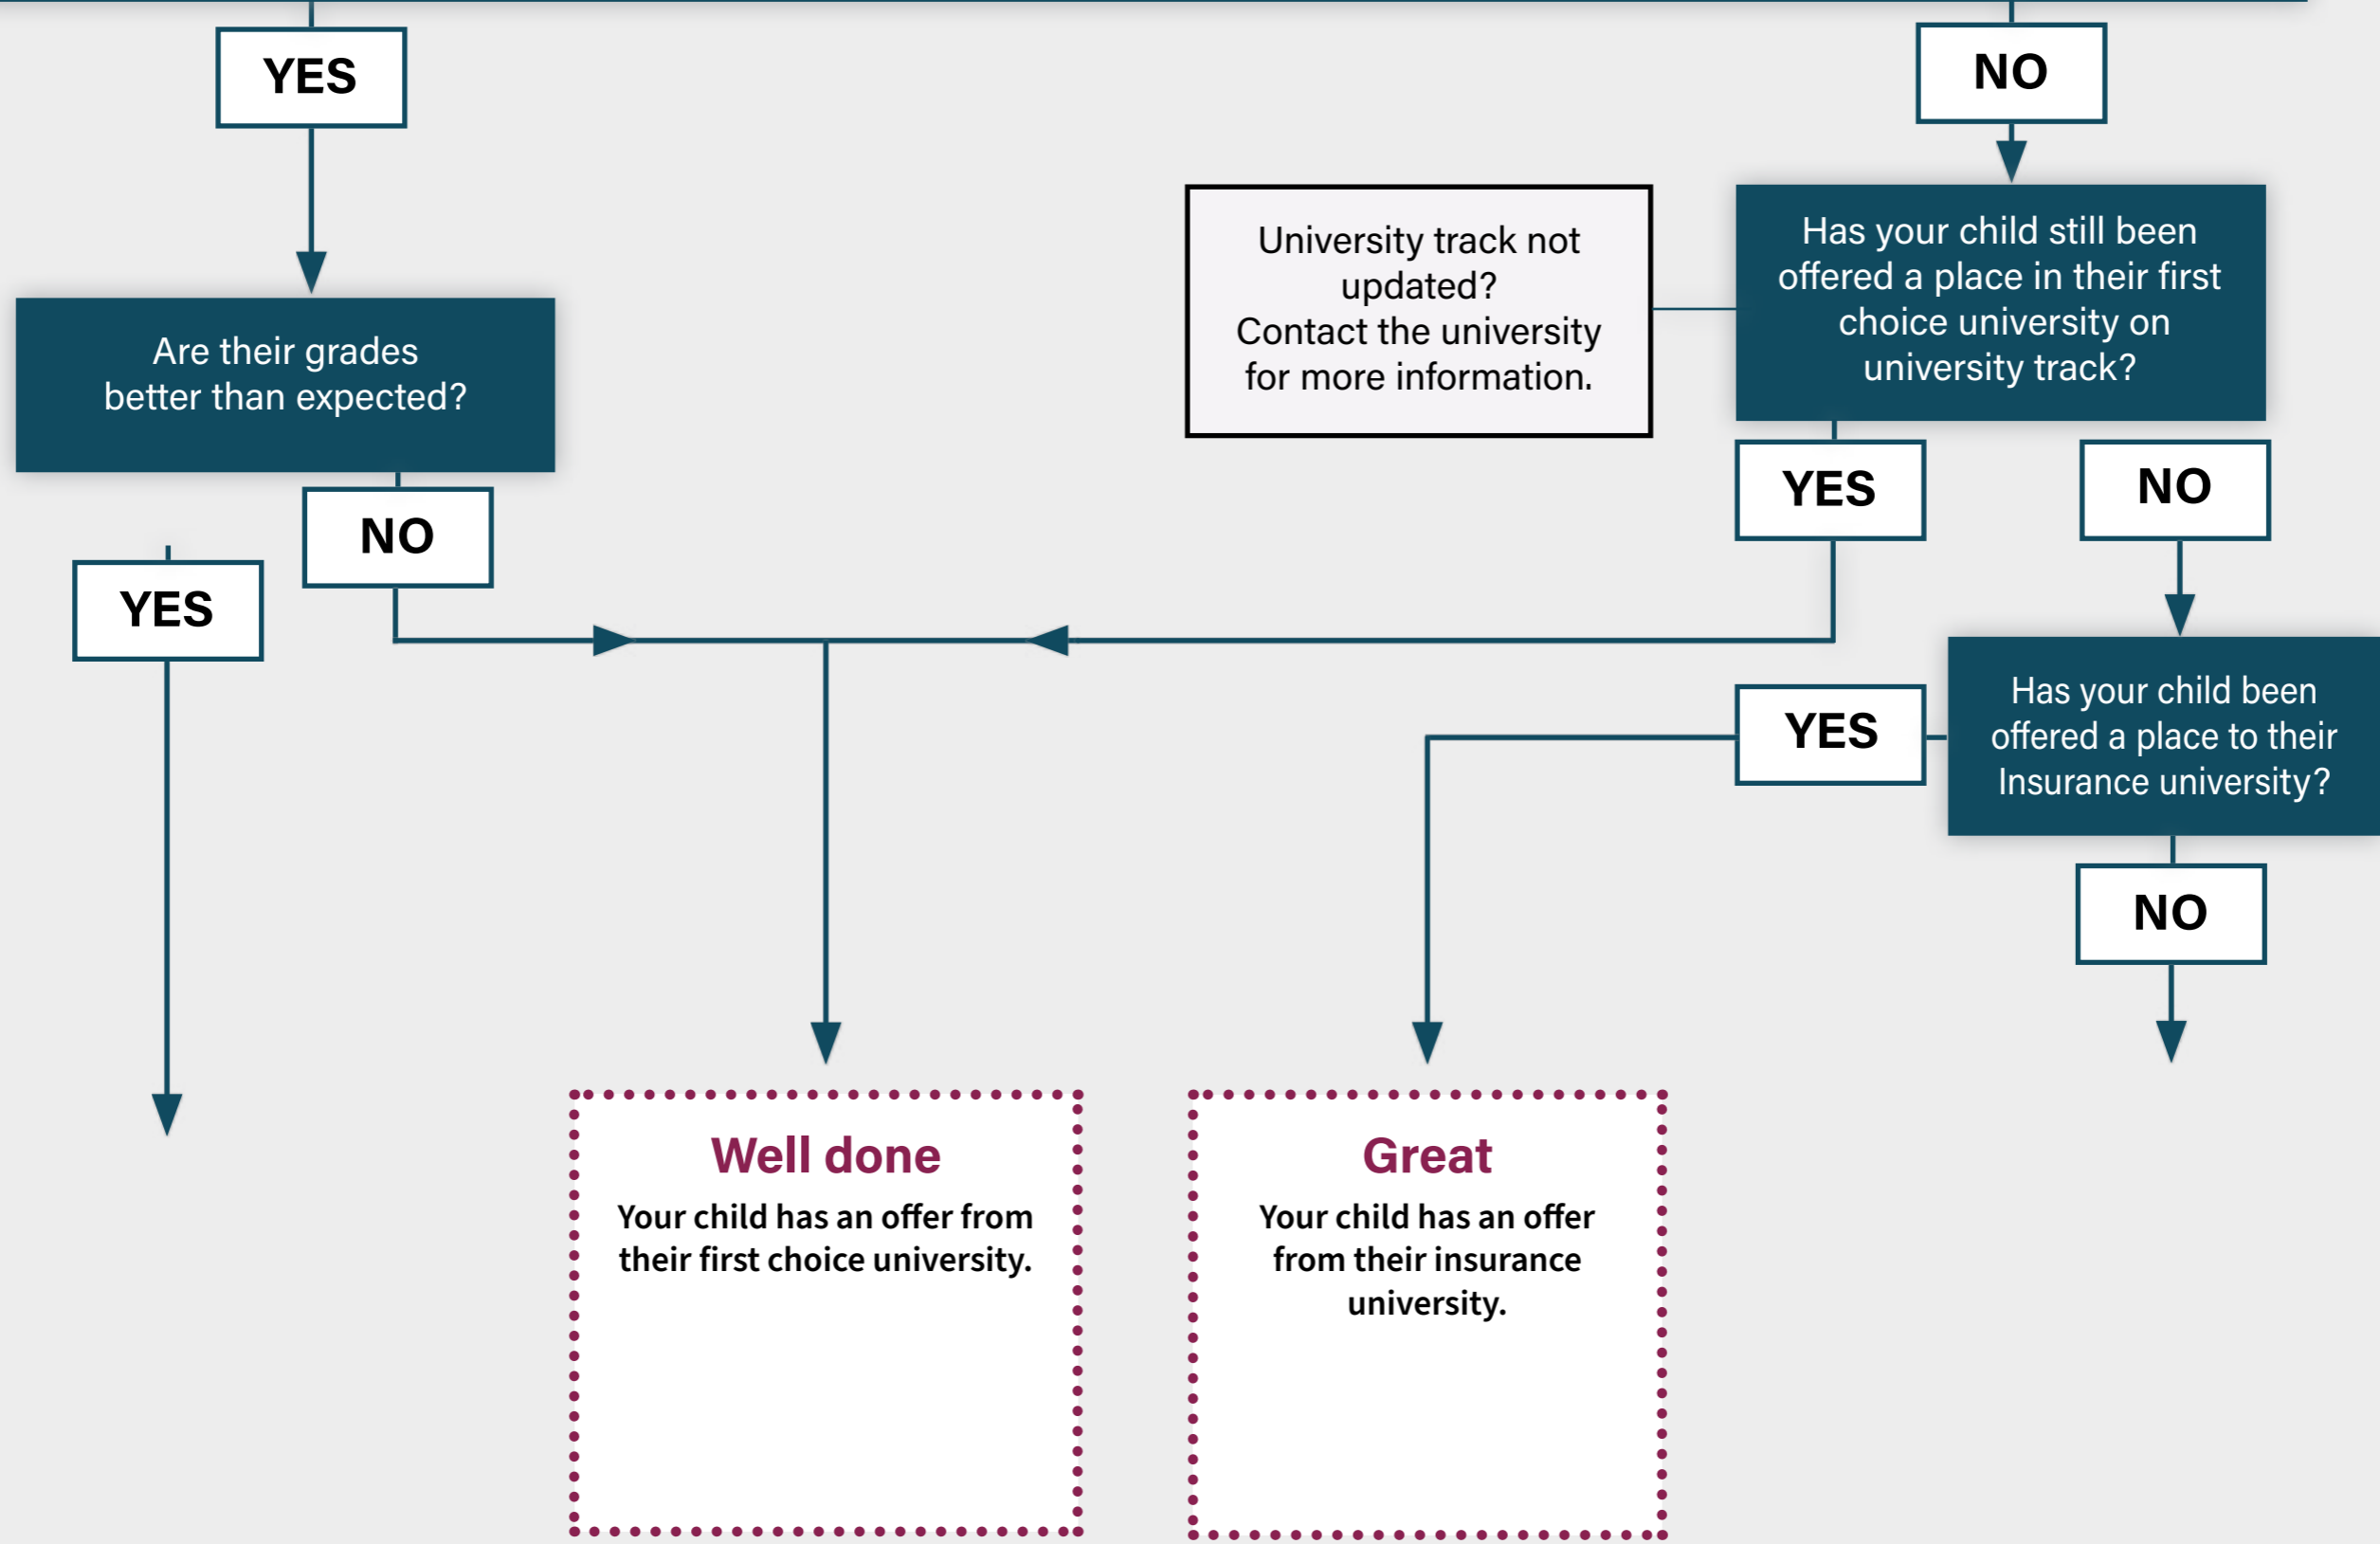 YES
NO
University track not
updated?
Contact the university
for more information.
Has your child still been
offered a place in their first
choice university on
university track?
Are their grades
better than expected?
YES
NO
NO
YES
Has your child been
offered a place to their
Insurance university?
YES
NO
Well done
Your child has an offer from
their first choice university.
Great
Your child has an offer
from their insurance
university.